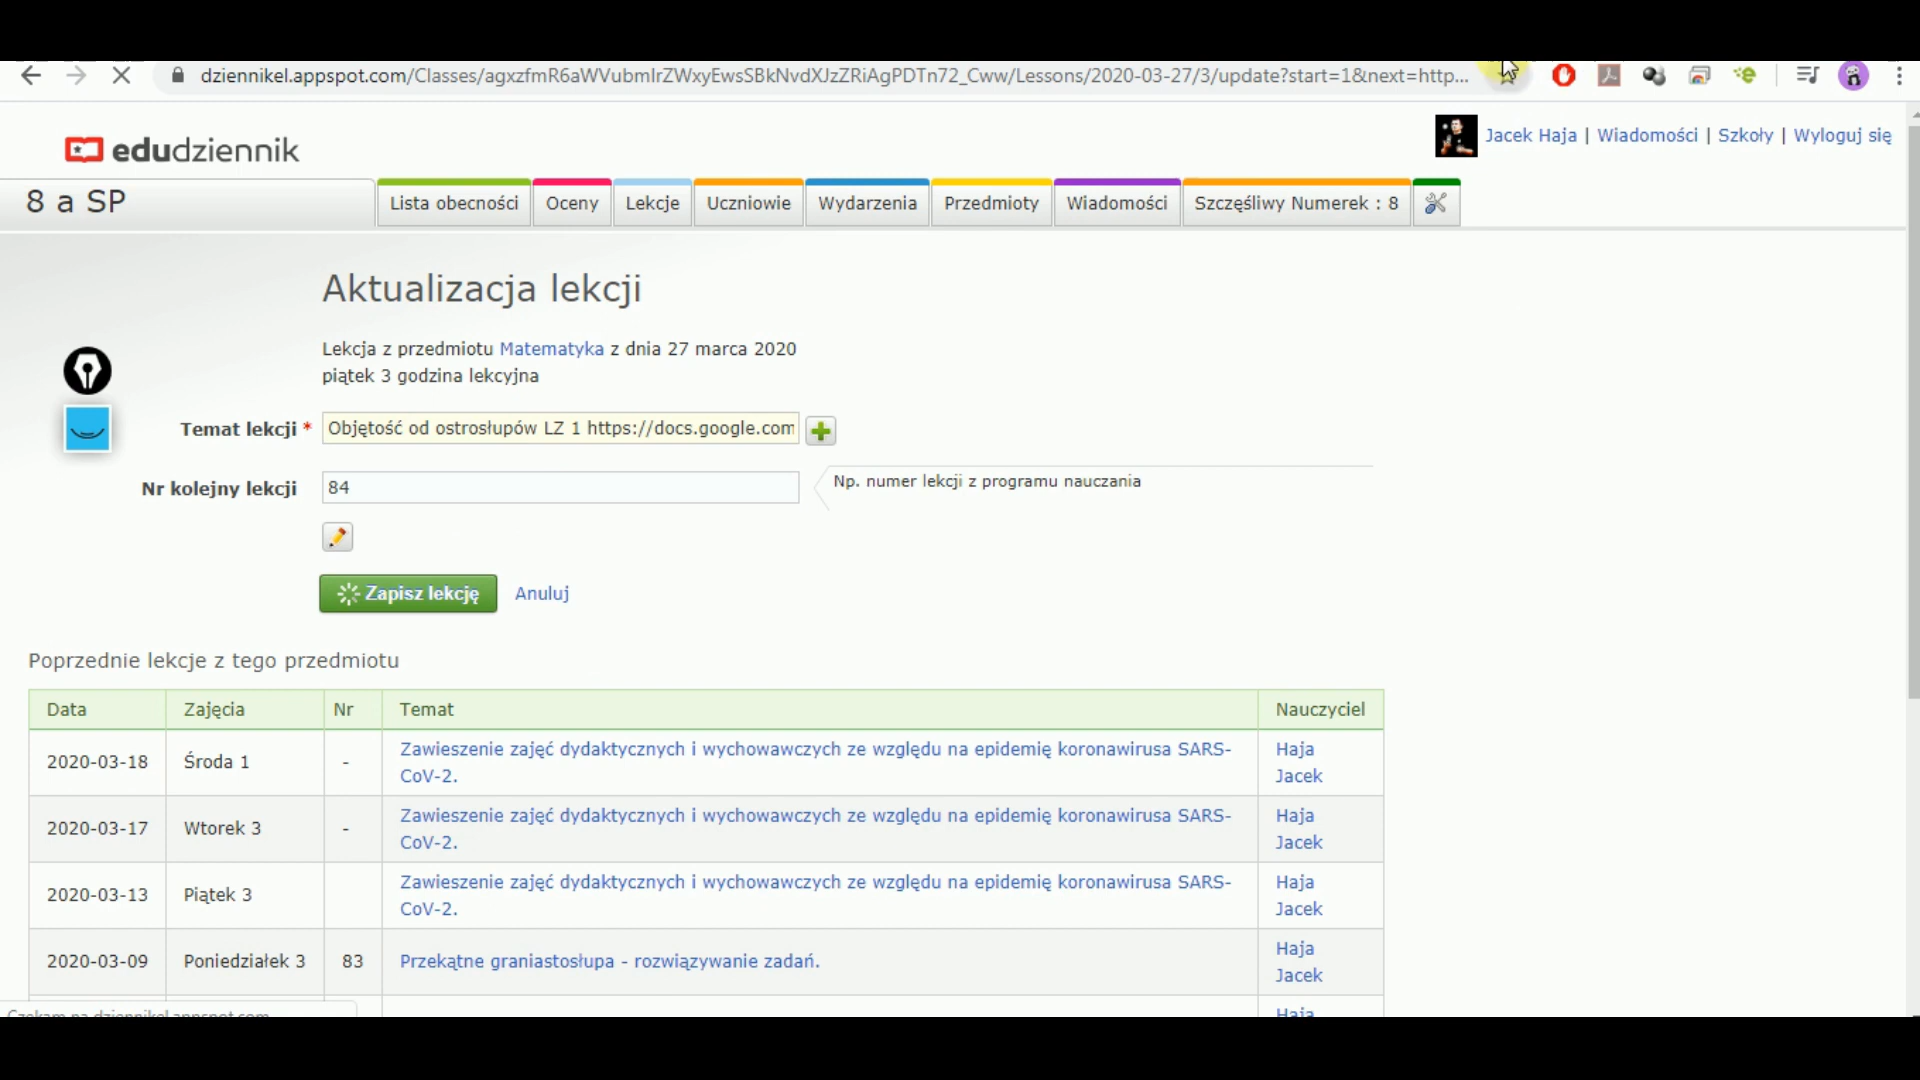 dziennikel.appspot.com/Classes/agxzfmR6aWVubmlrZWxyEwsSBkNvdXJzZRiAgPDTn72_Cww/Lessons/2020-03-27/3/update?start=1&next=http...
edudziennik
Jacek Haja | Wiadomości | Szkoły | Wyloguj się
8 a SP
Lista obecności
Oceny
Lekcje
Uczniowie
Wydarzenia
Przedmioty
Wiadomości
Szczęśliwy Numerek : 8
Aktualizacja lekcji
Lekcja z przedmiotu Matematyka z dnia 27 marca 2020
piątek 3 godzina lekcyjna
Temat lekcji * Objętość od ostrosłupów LZ 1 https://docs.google.com
Nr kolejny lekcji 84 Np. numer lekcji z programu nauczania
Zapisz lekcję Anuluj
Poprzednie lekcje z tego przedmiotu
Data Zajęcia Nr Temat Nauczyciel
2020-03-18 Środa 1 - Zawieszenie zajęć dydaktycznych i wychowawczych ze względu na epidemię koronawirusa SARS-
CoV-2.
Haja
Jacek
2020-03-17 Wtorek 3 - Zawieszenie zajęć dydaktycznych i wychowawczych ze względu na epidemię koronawirusa SARS-
CoV-2.
Haja
Jacek
2020-03-13 Piątek 3 Zawieszenie zajęć dydaktycznych i wychowawczych ze względu na epidemię koronawirusa SARS-
CoV-2.
Haja
Jacek
2020-03-09 Poniedziałek 3 83 Przekątne graniastosłupa - rozwiązywanie zadań.
Haja
Jacek
Haja
Czekam na dziennikel.appspot.com